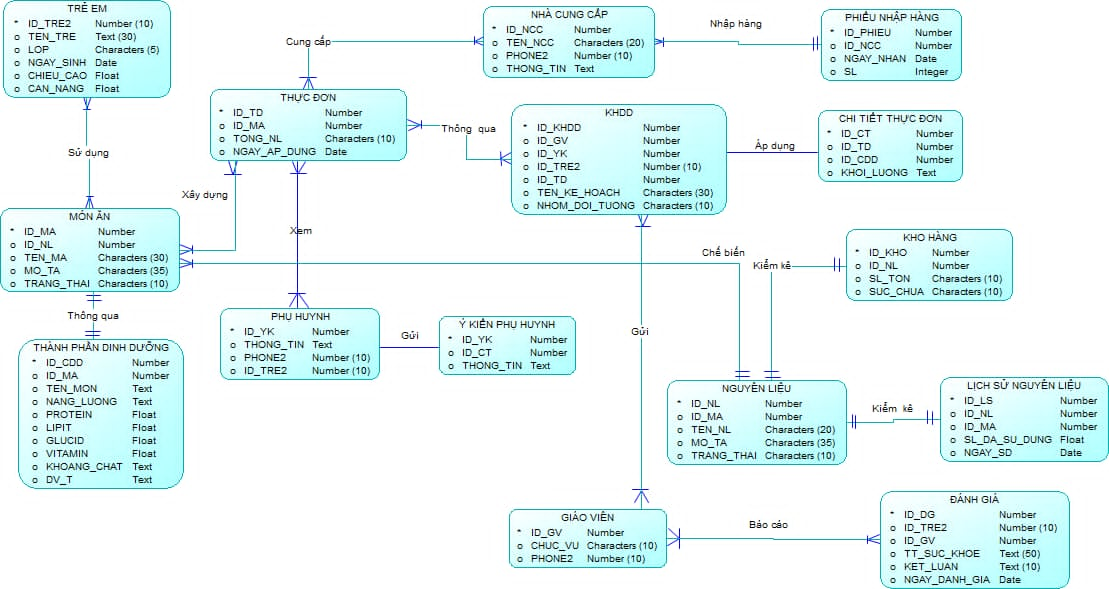 TRẺ EM
* ID_TRE2 Number (10)
o TEN_TRE Text (30)
o LOP Characters (5)
o NGAY_SINH Date
o CHIEU_CAO Float
o CAN_NANG Float
Cung cấp
NHÀ CUNG CẤP
* ID_NCC Number
o TEN_NCC Characters (20)
o PHONE2 Number (10)
o THONG_TIN Text
Nhập hàng
PHIẾU NHẬP HÀNG
* ID_PHIEU Number
o ID_NCC Number
o NGAY_NHAN Date
o SL Integer
THỰC ĐƠN
* ID_TD Number
o ID_MA Number
o TONG_NL Characters (10)
o NGAY_AP_DUNG Date
Thông qua
KHDD
* ID_KHDD Number
o ID_GV Number
o ID_YK Number
o ID_TRE2 Number (10)
o ID_TD Number
o TEN_KE_HOACH Characters (30)
o NHOM_DOI_TUONG Characters (10)
Áp dụng
CHI TIẾT THỰC ĐƠN
* ID_CT Number
o ID_TD Number
o ID_CDD Number
o KHOI_LUONG Text
Sử dụng
Xây dựng
Xem
MÓN ĂN
* ID_MA Number
o ID_NL Number
o TEN_MA Characters (30)
o MO_TA Characters (35)
o TRANG_THAI Characters (10)
Chế biến
Kiểm kê
KHO HÀNG
* ID_KHO Number
o ID_NL Number
o SL_TON Characters (10)
o SUC_CHUA Characters (10)
Thông qua
THÀNH PHẦN DINH DƯỠNG
* ID_CDD Number
o ID_MA Number
o TEN_MON Text
o NANG_LUONG Text
o PROTEIN Float
o LIPIT Float
o GLUCID Float
o VITAMIN Float
o KHOANG_CHAT Text
o DV_T Text
PHỤ HUYNH
* ID_YK Number
o THONG_TIN Text
o PHONE2 Number (10)
o ID_TRE2 Number (10)
Gửi
Ý KIẾN PHỤ HUYNH
* ID_YK Number
o ID_CT Number
o THONG_TIN Text
Gửi
NGUYÊN LIỆU
* ID_NL Number
o ID_MA Number
o TEN_NL Characters (20)
o MO_TA Characters (35)
o TRANG_THAI Characters (10)
Kiểm kê
LỊCH SỬ NGUYÊN LIỆU
* ID_LS Number
o ID_NL Number
o ID_MA Number
o SL_DA_SU_DUNG Float
o NGAY_SD Date
GIÁO VIÊN
* ID_GV Number
o CHUC_VU Characters (10)
o PHONE2 Number (10)
Báo cáo
ĐÁNH GIÁ
* ID_DG Number
o ID_TRE2 Number (10)
o ID_GV Number
o TT_SUC_KHOE Text (50)
o KET_LUAN Text (10)
o NGAY_DANH_GIA Date